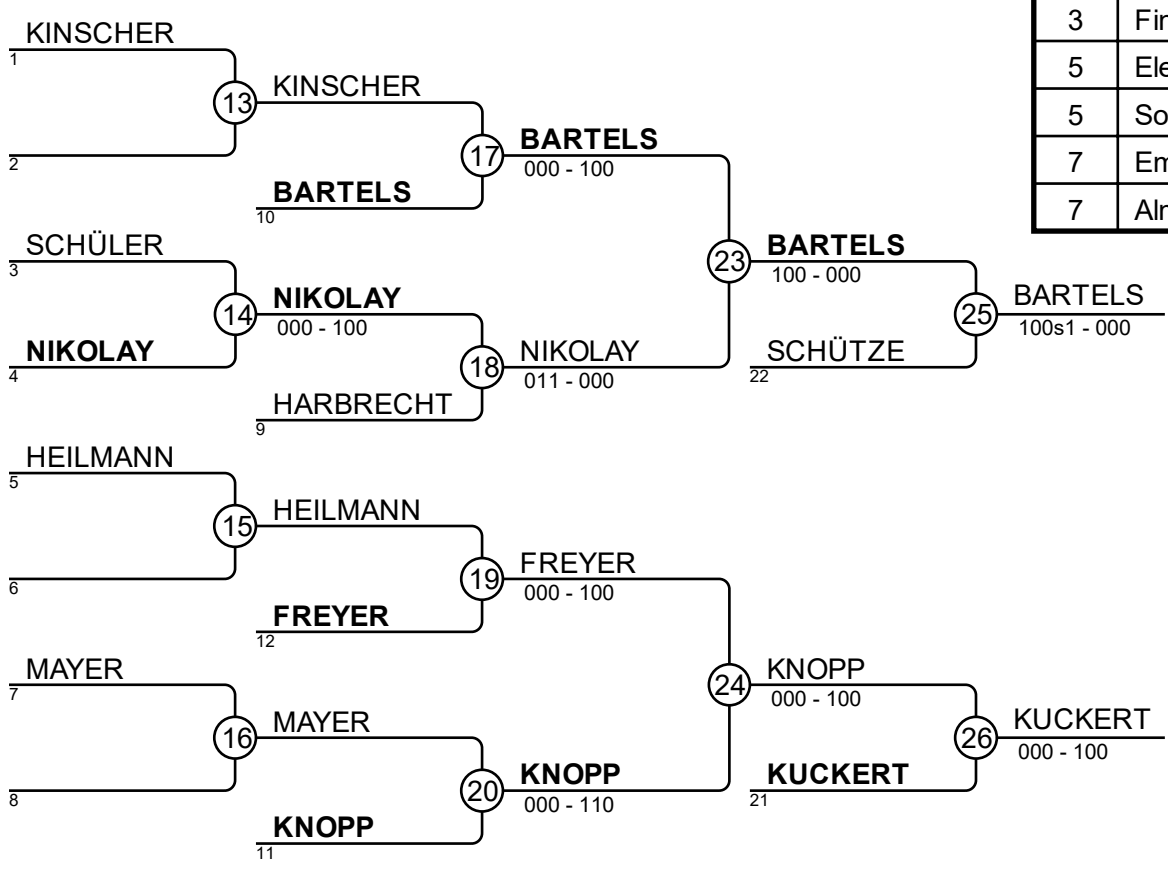 KINSCHER
1
13
KINSCHER
2
17
BARTELS
000 - 100
BARTELS
10
SCHÜLER
3
14
NIKOLAY
000 - 100
NIKOLAY
4
18
NIKOLAY
011 - 000
HARBRECHT
9
23
BARTELS
100 - 000
SCHÜTZE
22
25
BARTELS
100s1 - 000
HEILMANN
5
15
HEILMANN
6
19
FREYER
000 - 100
FREYER
12
MAYER
7
16
MAYER
8
20
KNOPP
000 - 110
KNOPP
11
24
KNOPP
000 - 100
KUCKERT
21
26
KUCKERT
000 - 100
3
5
5
7
7